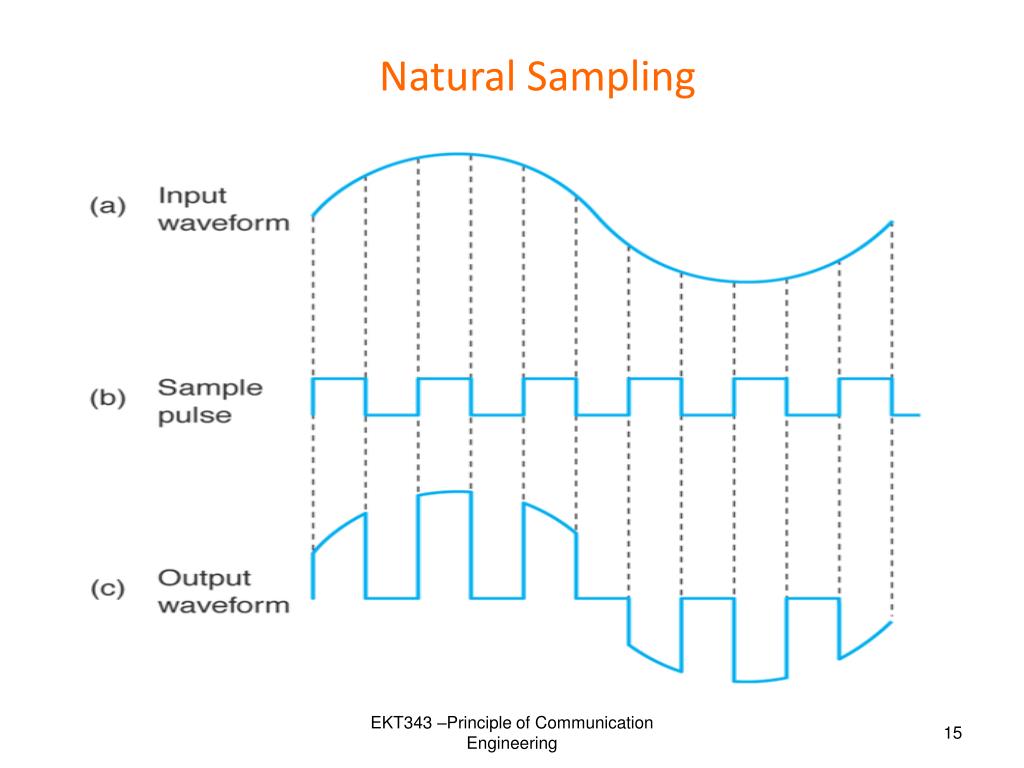 Natural Sampling
(a) Input
waveform
(b) Sample
pulse
(c) Output
waveform
EKT343 –Principle of Communication
Engineering
15